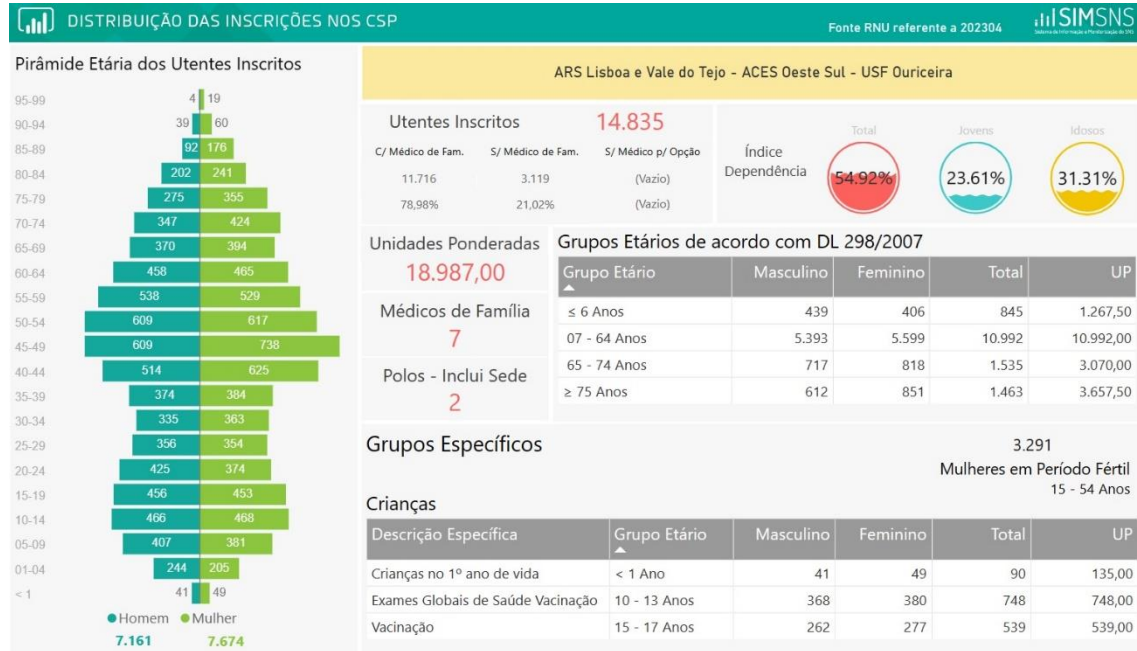 DISTRIBUIÇÃO DAS INSCRIÇÕES NOS CSP
Fonte RNU referente a 202304
SIMSNS
Sistema de Informação e Monitorização do SNS
Pirâmide Etária dos Utentes Inscritos
95-99 4 19
90-94 39 60
85-89 92 176
80-84 202 241
75-79 275 355
70-74 347 424
65-69 370 394
60-64 458 465
55-59 538 529
50-54 609 617
45-49 609 738
40-44 514 625
35-39 374 384
30-34 335 363
25-29 356 354
20-24 425 374
15-19 456 453
10-14 466 468
05-09 407 381
01-04 244 205
< 1 41 49
Homem Mulher
7.161 7.674
ARS Lisboa e Vale do Tejo - ACES Oeste Sul - USF Ouriceira
Utentes Inscritos 14.835
C/ Médico de Fam. S/ Médico de Fam. S/ Médico p/ Opção
11.716 3.119 (Vazio)
78,98% 21,02% (Vazio)
Índice
Dependência
Total Jovens Idosos
54.92% 23.61% 31.31%
Unidades Ponderadas
18.987,00
Médicos de Família
7
Polos - Inclui Sede
2
Grupos Etários de acordo com DL 298/2007
Grupo Etário Masculino Feminino Total UP
≤ 6 Anos 439 406 845 1.267,50
07 - 64 Anos 5.393 5.599 10.992 10.992,00
65 - 74 Anos 717 818 1.535 3.070,00
≥ 75 Anos 612 851 1.463 3.657,50
Grupos Específicos
3.291
Mulheres em Período Fértil
15 - 54 Anos
Crianças
Descrição Específica Grupo Etário Masculino Feminino Total UP
Crianças no 1º ano de vida < 1 Ano 41 49 90 135,00
Exames Globais de Saúde Vacinação 10 - 13 Anos 368 380 748 748,00
Vacinação 15 - 17 Anos 262 277 539 539,00